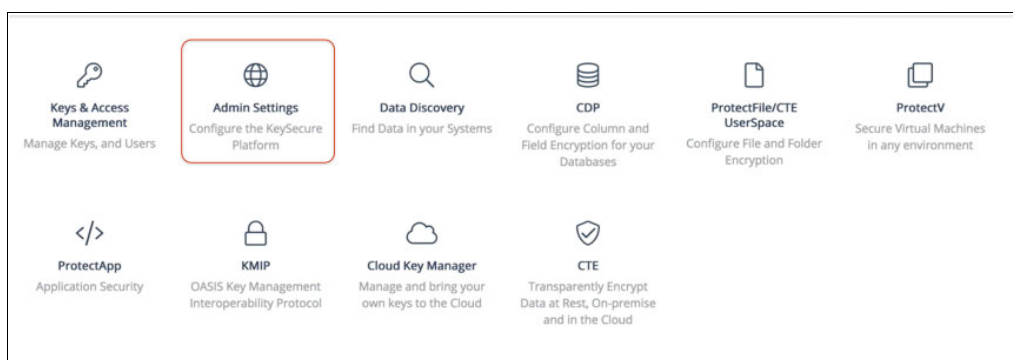 Keys & Access
Management
Manage Keys, and Users
Admin Settings
Configure the KeySecure
Platform
Data Discovery
Find Data in your Systems
CDP
Configure Column and
Field Encryption for your
Databases
ProtectFile/CTE
UserSpace
Configure File and Folder
Encryption
ProtectV
Secure Virtual Machines
in any environment
ProtectApp
Application Security
KMIP
OASIS Key Management
Interoperability Protocol
Cloud Key Manager
Manage and bring your
own keys to the Cloud
CTE
Transparently Encrypt
Data at Rest, On-premise
and in the Cloud